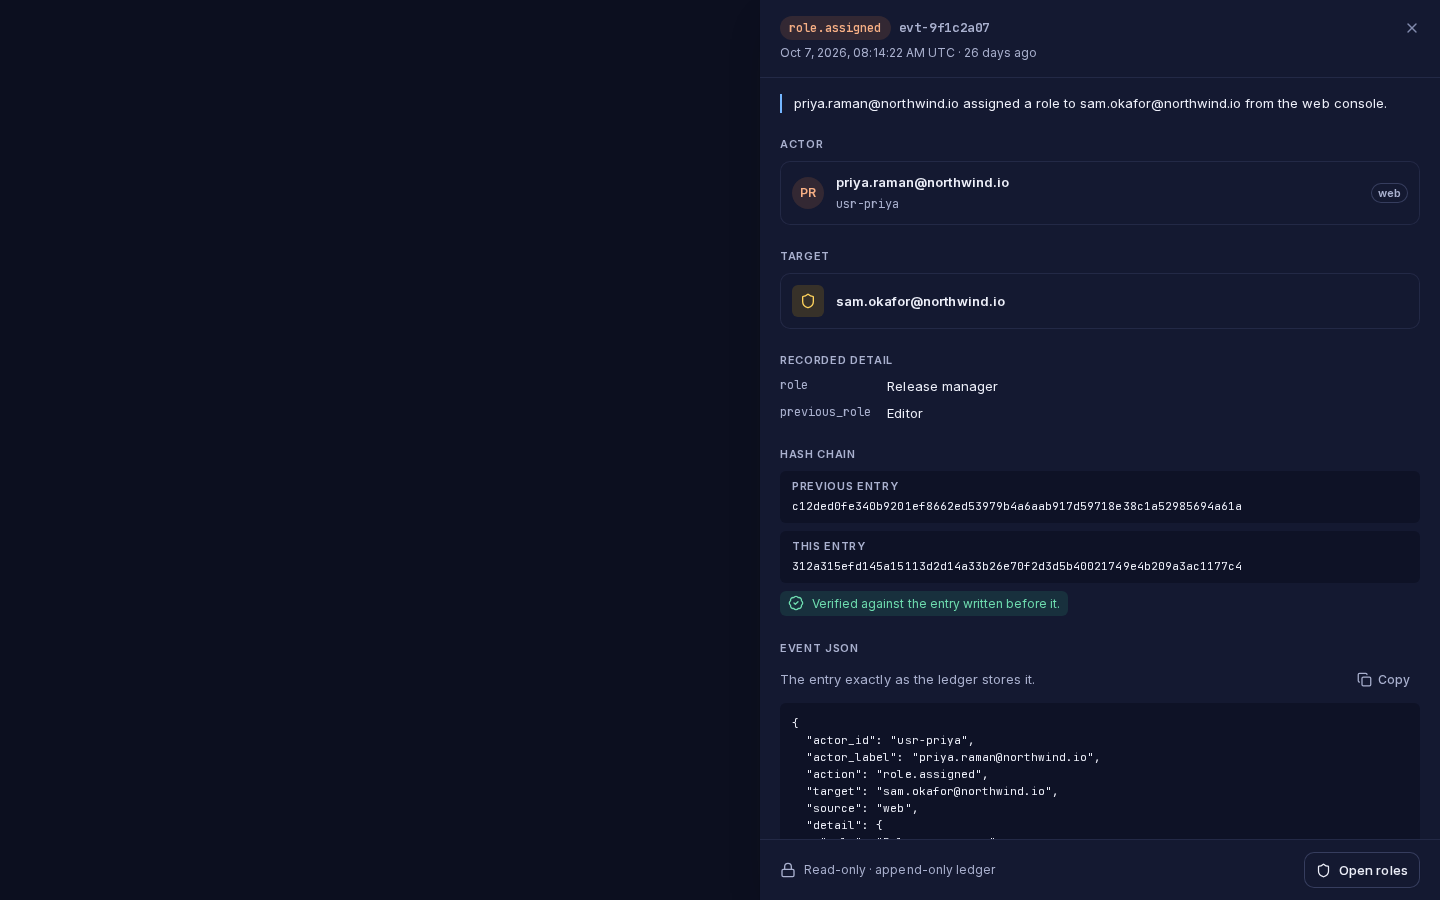 role.assigned evt-9f1c2a07
Oct 7, 2026, 08:14:22 AM UTC · 26 days ago
priya.raman@northwind.io assigned a role to sam.okafor@northwind.io from the web console.
ACTOR
PR
priya.raman@northwind.io
usr-priya
web
TARGET
sam.okafor@northwind.io
RECORDED DETAIL
role Release manager
previous_role Editor
HASH CHAIN
PREVIOUS ENTRY
c12ded0fe340b9201ef8662ed53979b4a6aab917d59718e38c1a52985694a61a
THIS ENTRY
312a315efd145a15113d2d14a33b26e70f2d3d5b40021749e4b209a3ac1177c4
Verified against the entry written before it.
EVENT JSON
The entry exactly as the ledger stores it.
Copy
{
"actor_id": "usr-priya",
"actor_label": "priya.raman@northwind.io",
"action": "role.assigned",
"target": "sam.okafor@northwind.io",
"source": "web",
"detail": {
Read-only · append-only ledger
Open roles